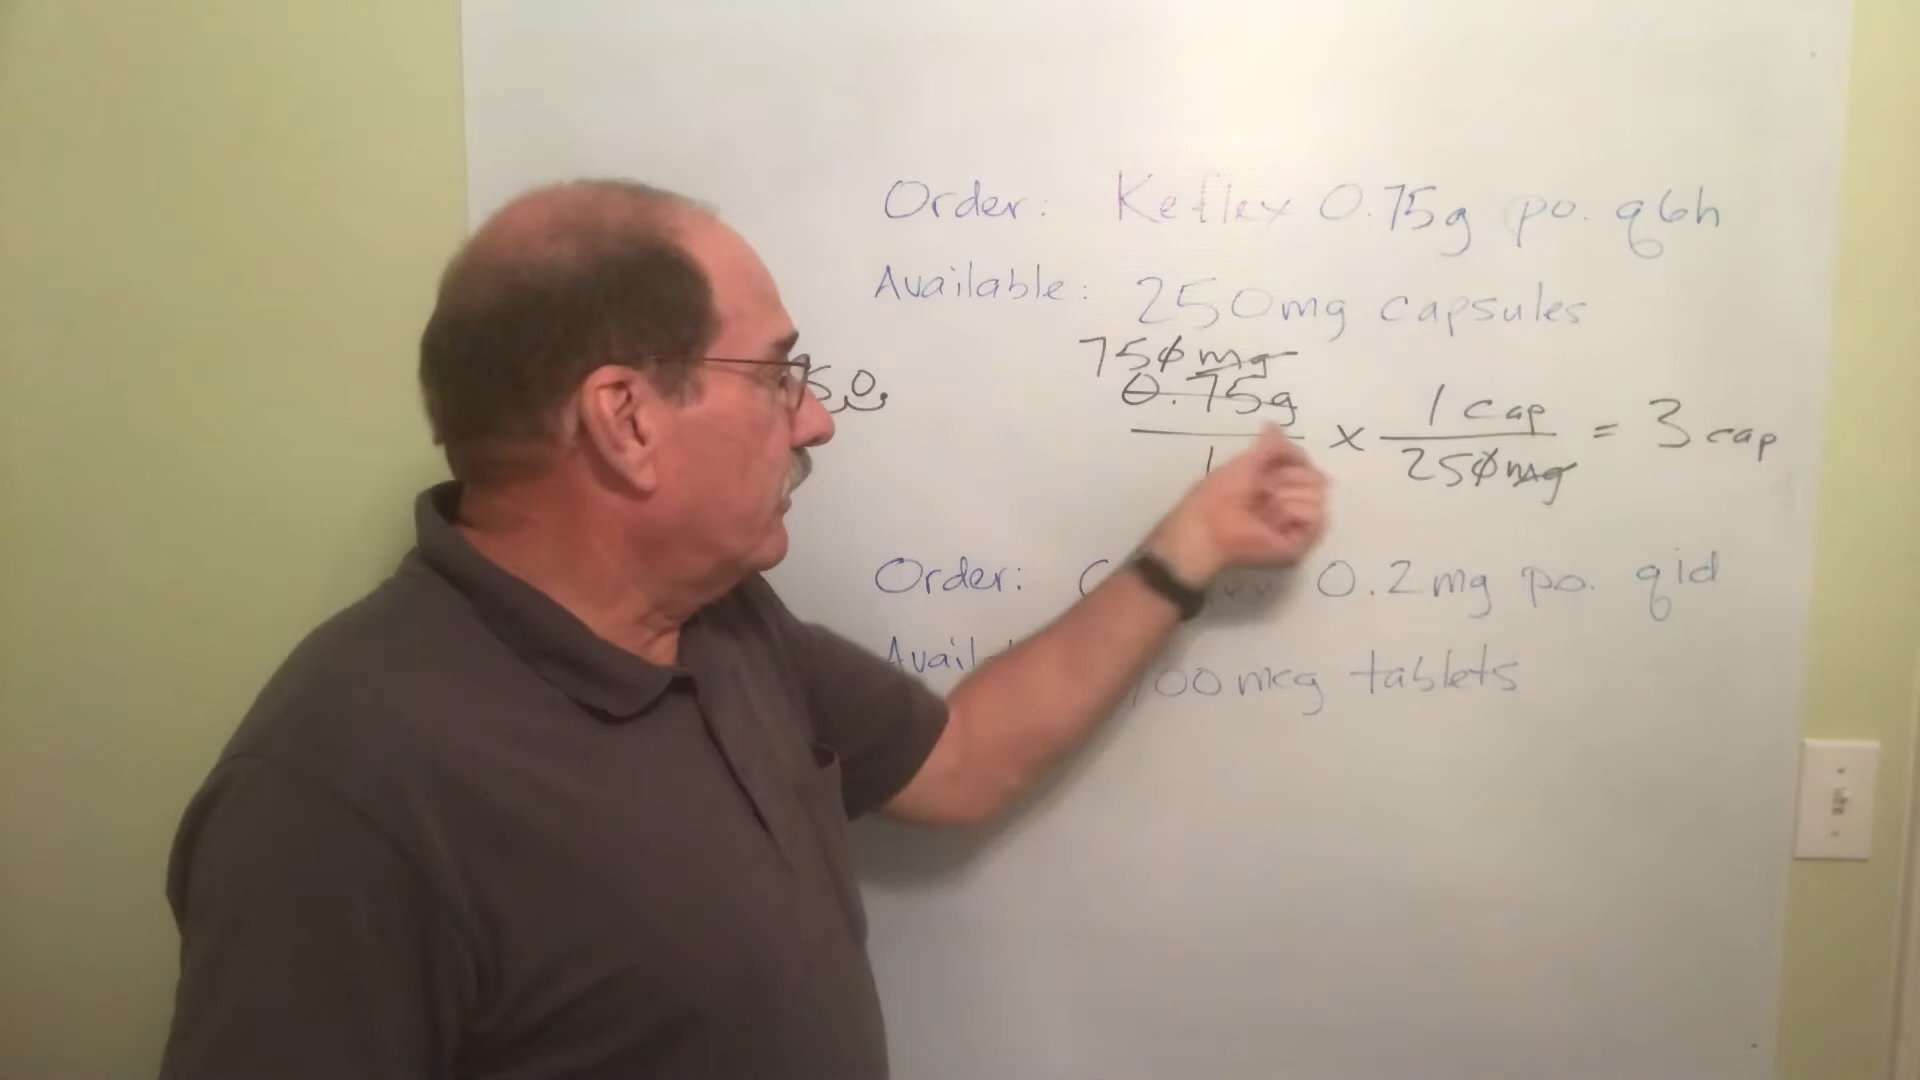 Order: Keflex 0.75g po. q6h
Available: 250mg capsules
750mg
50
0.75g
1
x 1 cap
250mg
= 3 cap
Order: 0.2mg po. qid
100mcg tablets